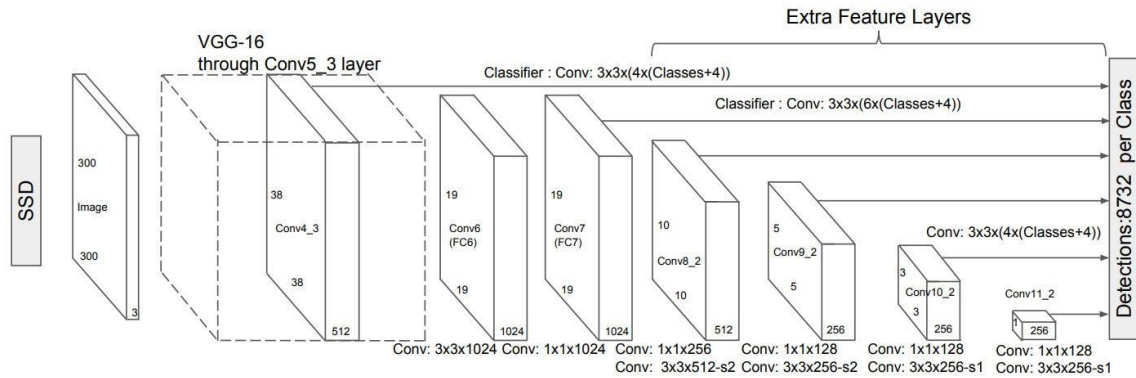 Extra Feature Layers
VGG-16
through Conv5_3 layer
Classifier : Conv: 3x3x(4x(Classes+4))
Classifier : Conv: 3x3x(6x(Classes+4))
SSD
300
Image
300
3
38
Conv4_3
38
512
19
Conv6
(FC6)
19
1024
19
Conv7
(FC7)
19
1024
10
Conv8_2
10
512
5
Conv9_2
5
256
Conv: 3x3x(4x(Classes+4))
3
Conv10_2
3
256
Conv11_2
1
256
Detections:8732 per Class
Conv: 3x3x1024
Conv: 1x1x1024
Conv: 1x1x256
Conv: 3x3x512-s2
Conv: 1x1x128
Conv: 3x3x256-s2
Conv: 1x1x128
Conv: 3x3x256-s1
Conv: 1x1x128
Conv: 3x3x256-s1